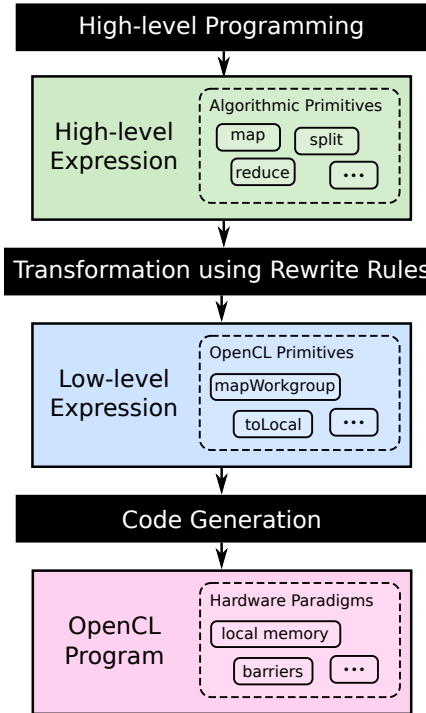 High-level Programming
High-level
Expression
Algorithmic Primitives
map
split
reduce
...
Transformation using Rewrite Rules
Low-level
Expression
OpenCL Primitives
mapWorkgroup
toLocal
...
Code Generation
OpenCL
Program
Hardware Paradigms
local memory
barriers
...